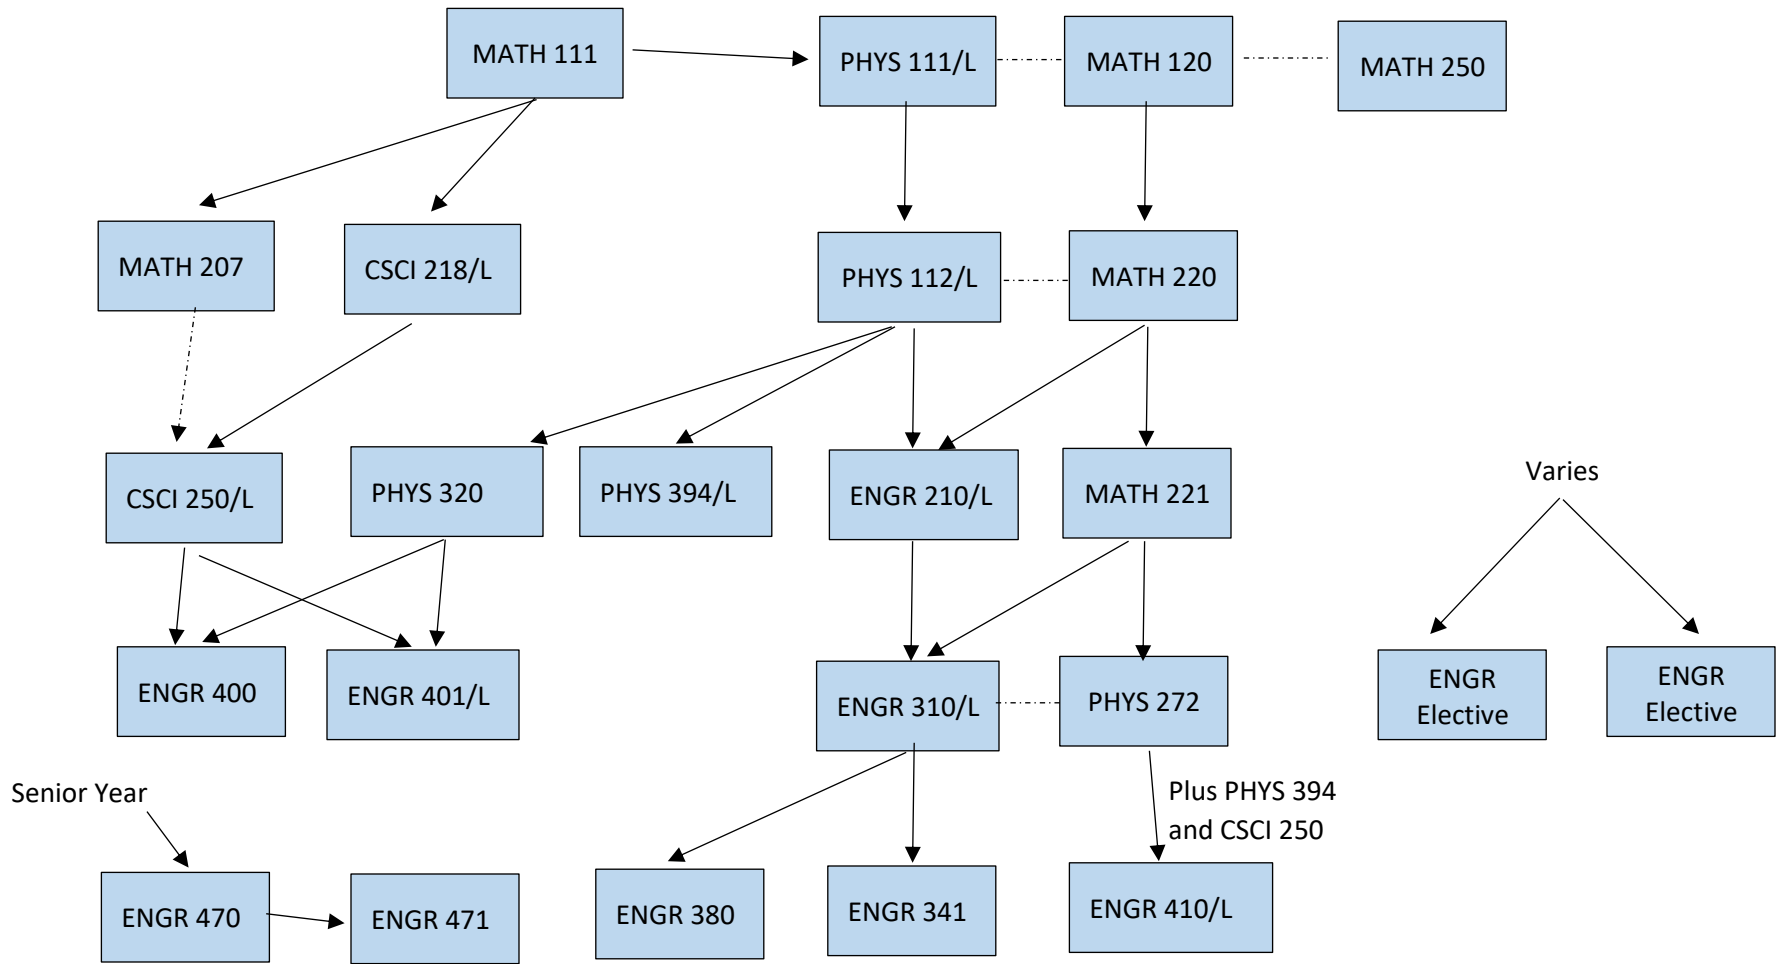 MATH 111
PHYS 111/L
MATH 120
MATH 250
MATH 207
CSCI 218/L
PHYS 112/L
MATH 220
CSCI 250/L
PHYS 320
PHYS 394/L
ENGR 210/L
MATH 221
Varies
ENGR 400
ENGR 401/L
ENGR 310/L
PHYS 272
ENGR
Elective
ENGR
Elective
Senior Year
Plus PHYS 394
and CSCI 250
ENGR 470
ENGR 471
ENGR 380
ENGR 341
ENGR 410/L